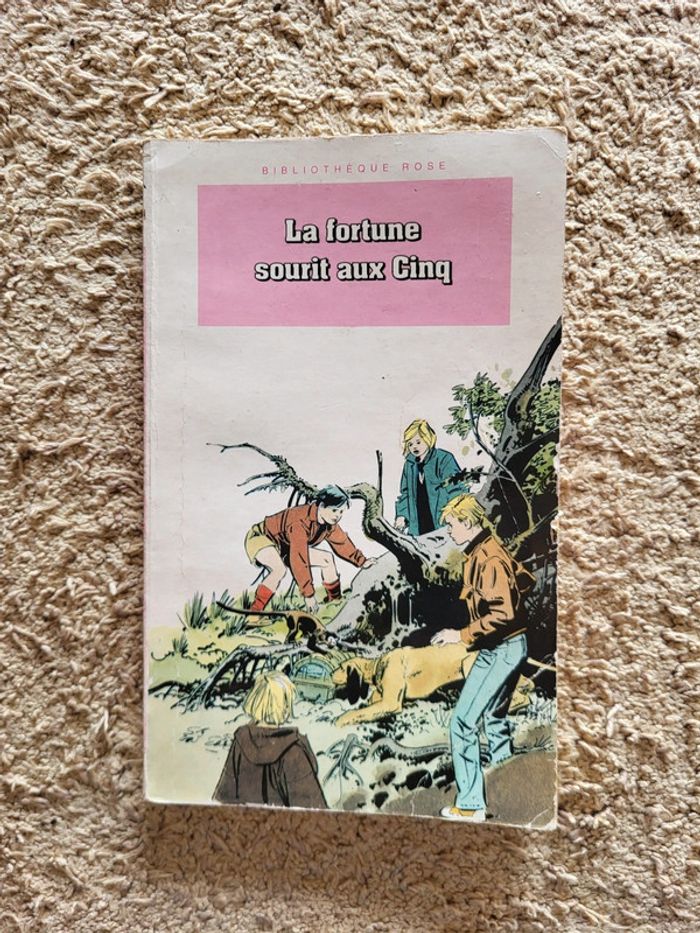 BIBLIOTHÈQUE ROSE
La fortune
sourit aux Cinq